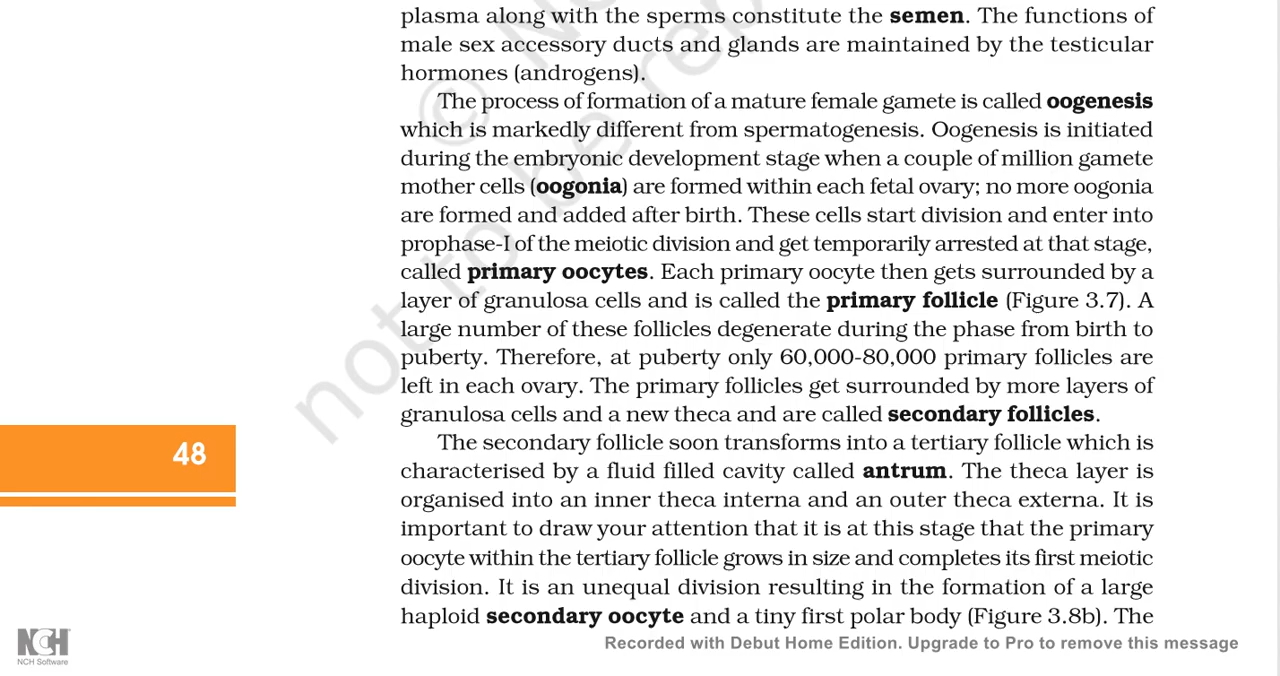 plasma along with the sperms constitute the semen. The functions of
male sex accessory ducts and glands are maintained by the testicular
hormones (androgens).
The process of formation of a mature female gamete is called oogenesis
which is markedly different from spermatogenesis. Oogenesis is initiated
during the embryonic development stage when a couple of million gamete
mother cells (oogonia) are formed within each fetal ovary; no more oogonia
are formed and added after birth. These cells start division and enter into
prophase-I of the meiotic division and get temporarily arrested at that stage,
called primary oocytes. Each primary oocyte then gets surrounded by a
layer of granulosa cells and is called the primary follicle (Figure 3.7). A
large number of these follicles degenerate during the phase from birth to
puberty. Therefore, at puberty only 60,000-80,000 primary follicles are
left in each ovary. The primary follicles get surrounded by more layers of
granulosa cells and a new theca and are called secondary follicles.
The secondary follicle soon transforms into a tertiary follicle which is
characterised by a fluid filled cavity called antrum. The theca layer is
organised into an inner theca interna and an outer theca externa. It is
important to draw your attention that it is at this stage that the primary
oocyte within the tertiary follicle grows in size and completes its first meiotic
division. It is an unequal division resulting in the formation of a large
haploid secondary oocyte and a tiny first polar body (Figure 3.8b). The
48
© N
not to be re
NCH
NCH Software
Recorded with Debut Home Edition. Upgrade to Pro to remove this message